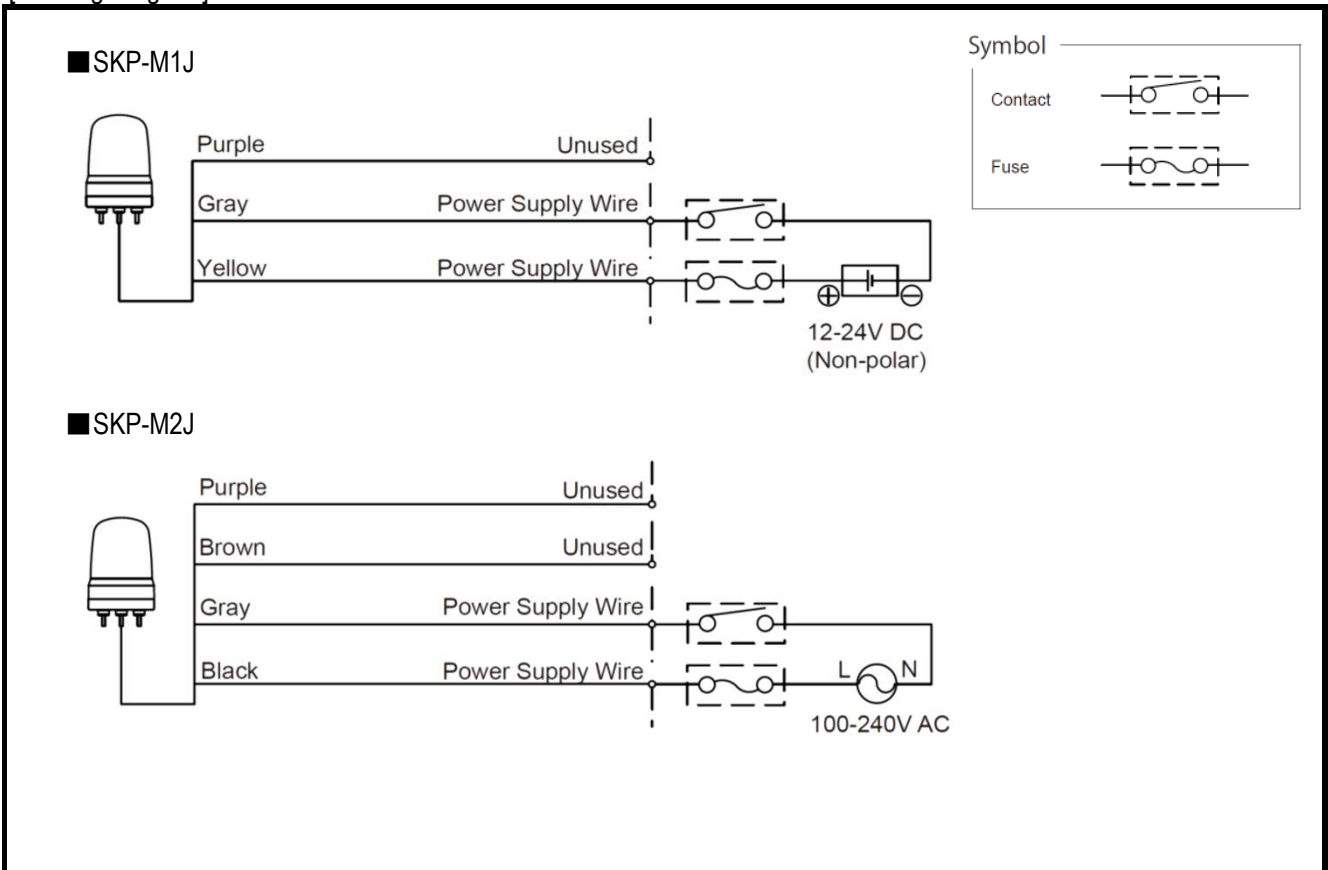 ■SKP-M1J
Symbol
Contact
Fuse
Purple
Unused
Gray
Power Supply Wire
Yellow
Power Supply Wire
⊕
⊖
12-24V DC
(Non-polar)
■SKP-M2J
Purple
Unused
Brown
Unused
Gray
Power Supply Wire
Black
Power Supply Wire
L
N
100-240V AC